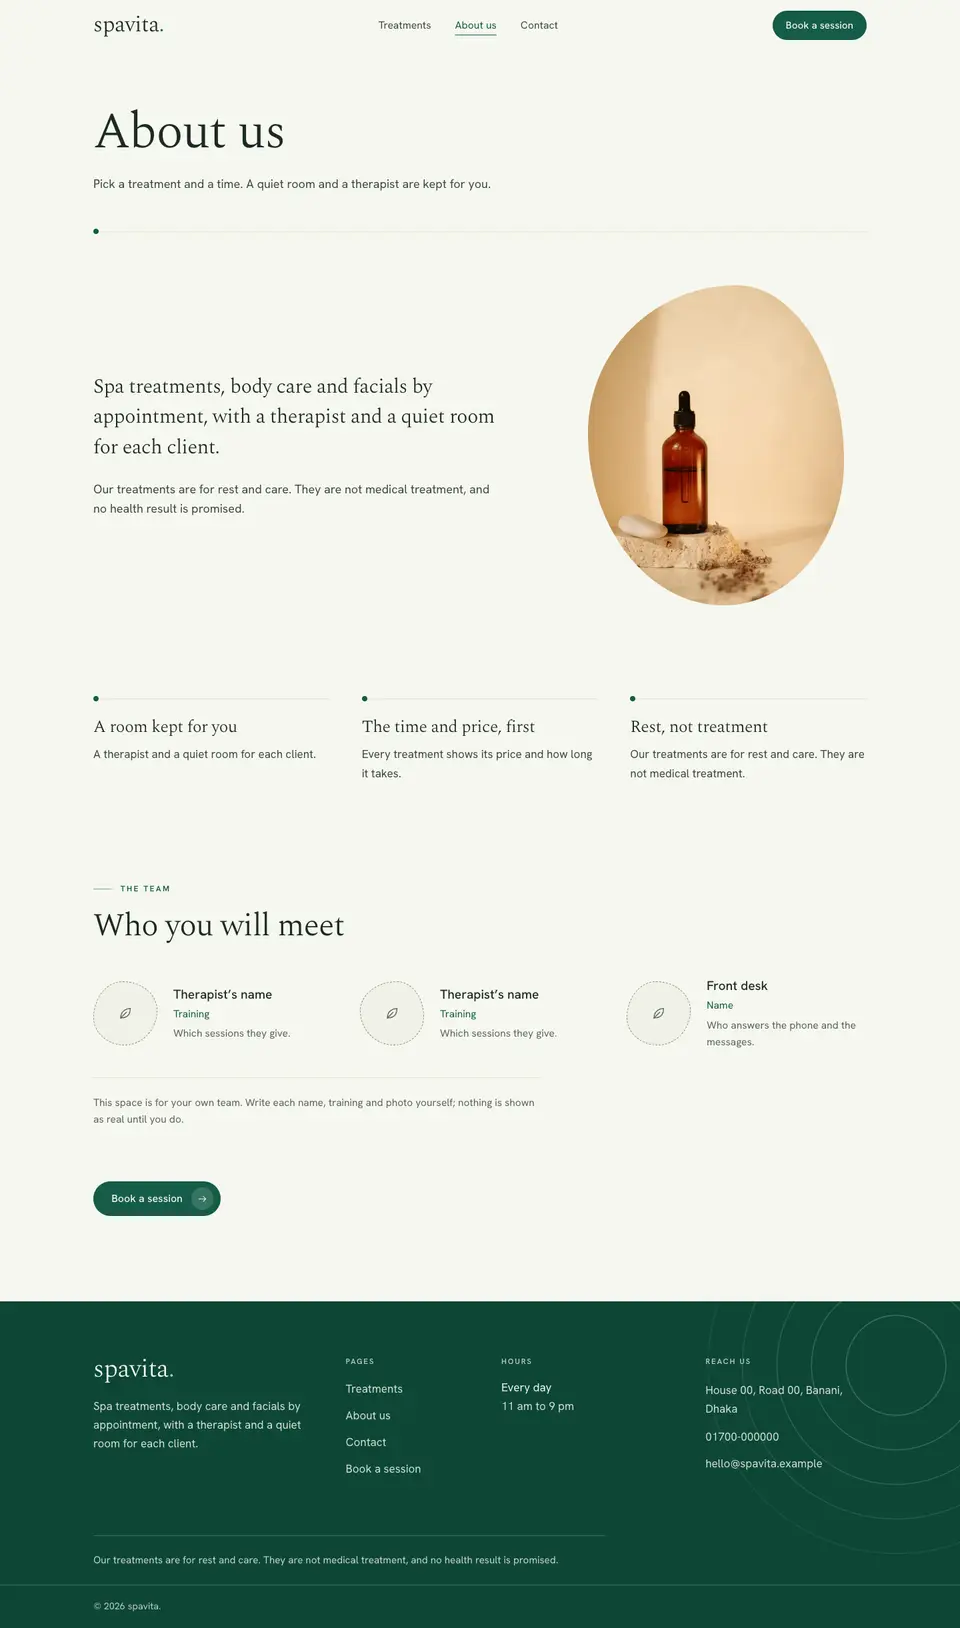 spavita.
Treatments
About us
Contact
Book a session
About us
Pick a treatment and a time. A quiet room and a therapist are kept for you.
Spa treatments, body care and facials by
appointment, with a therapist and a quiet room
for each client.
Our treatments are for rest and care. They are not medical treatment, and
no health result is promised.
A room kept for you
A therapist and a quiet room for each client.
The time and price, first
Every treatment shows its price and how long
it takes.
Rest, not treatment
Our treatments are for rest and care. They are
not medical treatment.
THE TEAM
Who you will meet
Therapist’s name
Training
Which sessions they give.
Therapist’s name
Training
Which sessions they give.
Front desk
Name
Who answers the phone and the
messages.
This space is for your own team. Write each name, training and photo yourself; nothing is shown
as real until you do.
Book a session
spavita.
Spa treatments, body care and facials by
appointment, with a therapist and a quiet
room for each client.
PAGES
Treatments
About us
Contact
Book a session
HOURS
Every day
11 am to 9 pm
REACH US
House 00, Road 00, Banani,
Dhaka
01700-000000
hello@spavita.example
Our treatments are for rest and care. They are not medical treatment, and no health result is promised.
© 2026 spavita.